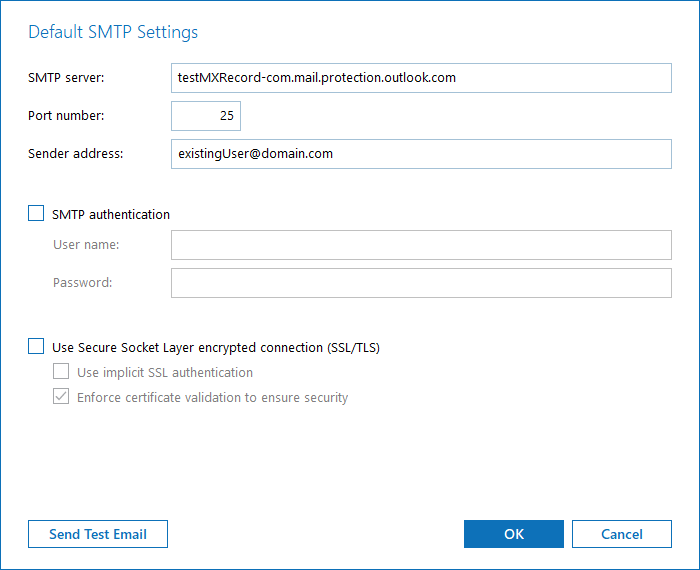 Default SMTP Settings
SMTP server:
testMXRecord-com.mail.protection.outlook.com
Port number:
25
Sender address:
existingUser@domain.com
SMTP authentication
User name:
Password:
Use Secure Socket Layer encrypted connection (SSL/TLS)
Use implicit SSL authentication
Enforce certificate validation to ensure security
Send Test Email
OK
Cancel